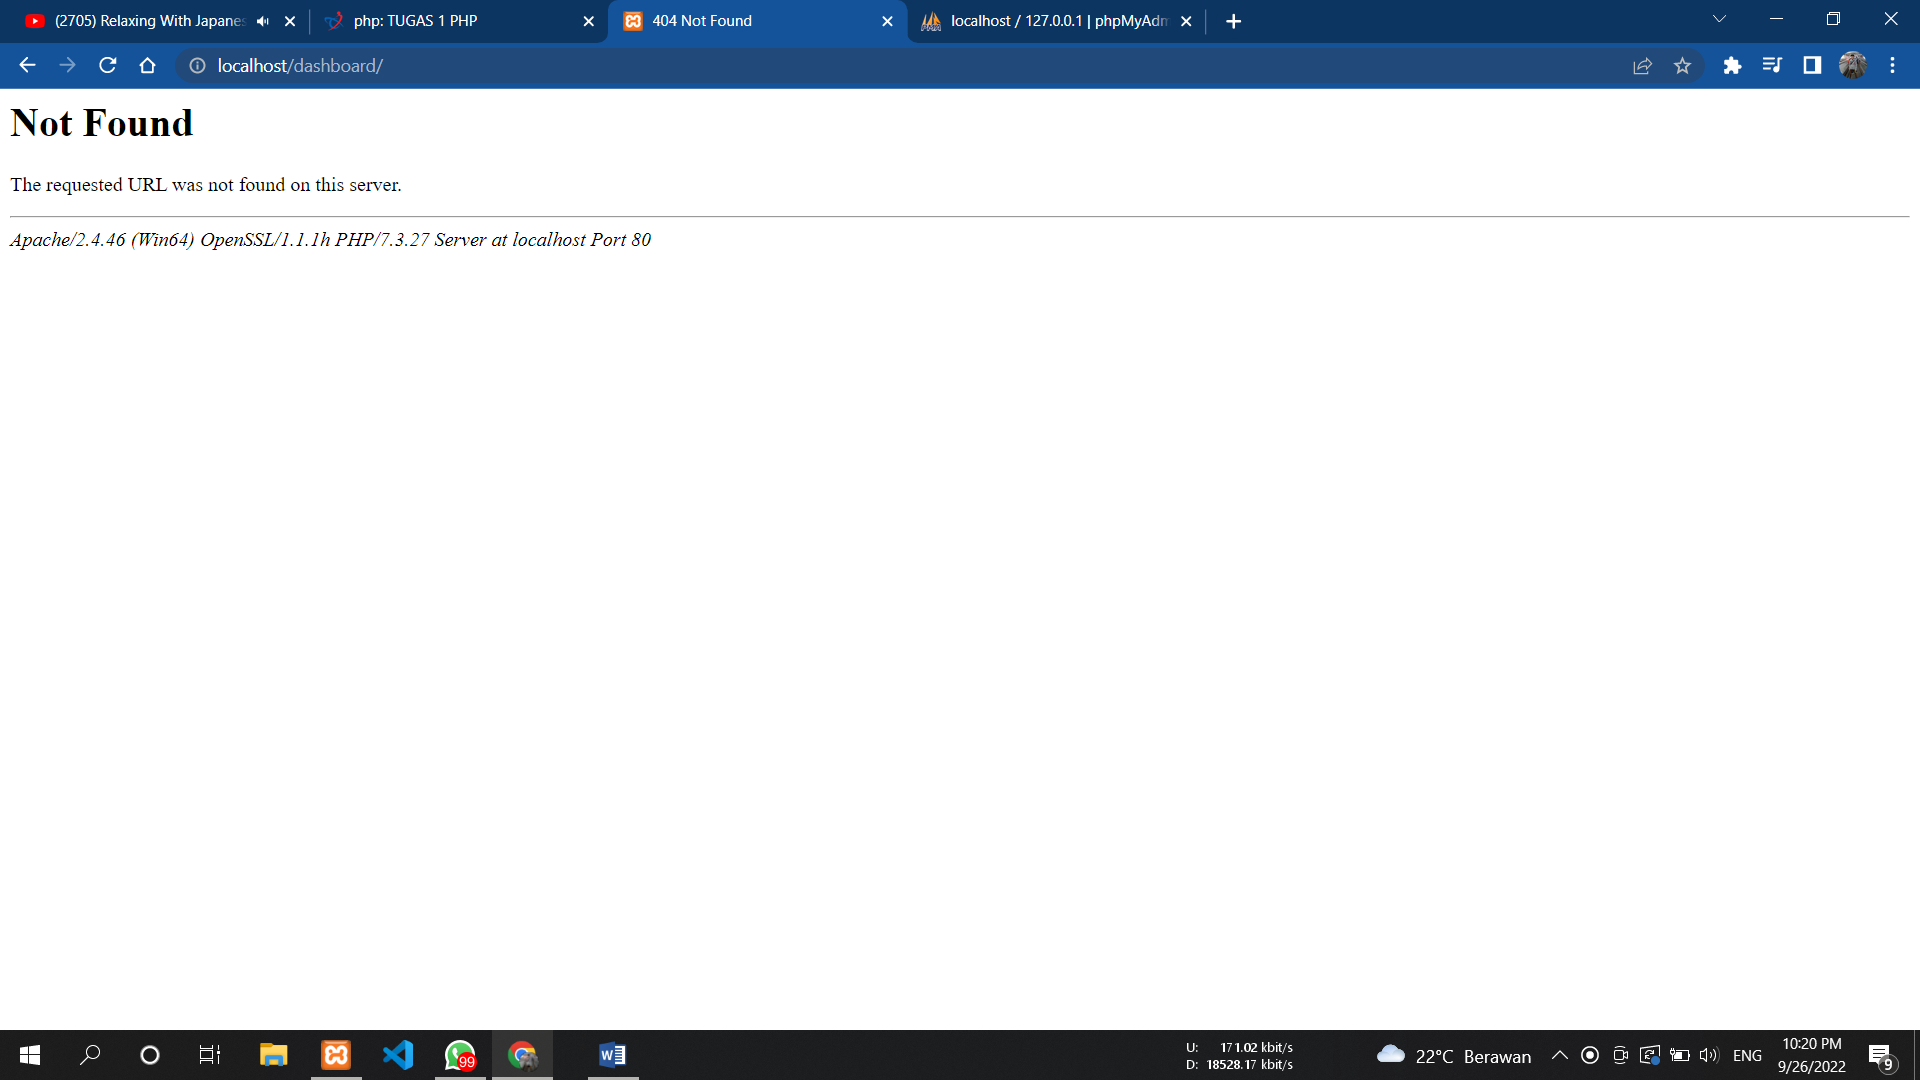 (2705) Relaxing With Japanes
php: TUGAS 1 PHP
404 Not Found
localhost / 127.0.0.1 | phpMyAdm
localhost/dashboard/
Not Found
The requested URL was not found on this server.
Apache/2.4.46 (Win64) OpenSSL/1.1.1h PHP/7.3.27 Server at localhost Port 80
99
U: 171.02 kbit/s
D: 18528.17 kbit/s
22°C Berawan
ENG
10:20 PM
9/26/2022
9